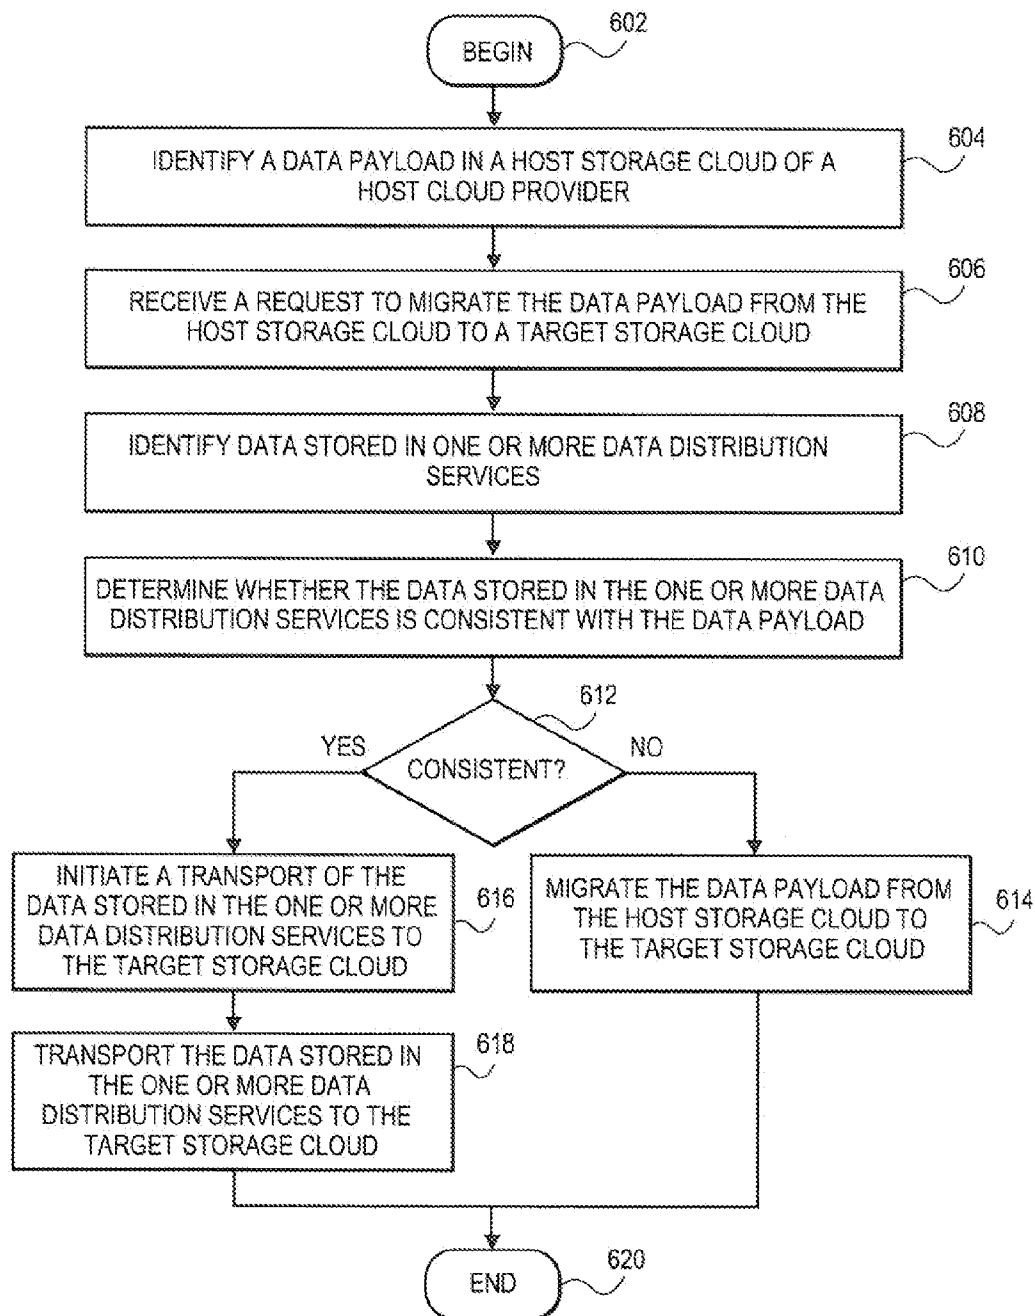 602
BEGIN
604
IDENTIFY A DATA PAYLOAD IN A HOST STORAGE CLOUD OF A
HOST CLOUD PROVIDER
606
RECEIVE A REQUEST TO MIGRATE THE DATA PAYLOAD FROM THE
HOST STORAGE CLOUD TO A TARGET STORAGE CLOUD
608
IDENTIFY DATA STORED IN ONE OR MORE DATA DISTRIBUTION
SERVICES
610
DETERMINE WHETHER THE DATA STORED IN THE ONE OR MORE DATA
DISTRIBUTION SERVICES IS CONSISTENT WITH THE DATA PAYLOAD
612
YES
NO
CONSISTENT?
INITIATE A TRANSPORT OF THE
DATA STORED IN THE ONE OR MORE
DATA DISTRIBUTION SERVICES TO
THE TARGET STORAGE CLOUD
616
MIGRATE THE DATA PAYLOAD FROM
THE HOST STORAGE CLOUD TO
THE TARGET STORAGE CLOUD
614
TRANSPORT THE DATA STORED IN
THE ONE OR MORE DATA
DISTRIBUTION SERVICES TO THE
TARGET STORAGE CLOUD
618
END
620